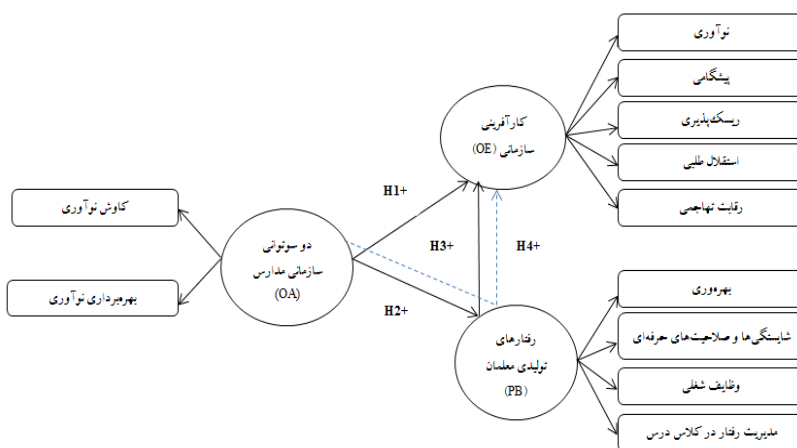 نوآوری
پیشگامی
ریسک‌پذیری
استقلال طلبی
رقابت تهاجمی
کارآفرینی
سازمانی (OE)
H1+
H3+
H4+
H2+
کاوش نوآوری
بهره‌برداری نوآوری
دو سوتوانی
سازمانی مدارس
(OA)
رفتارهای
تولیدی معلمان
(PB)
بهره‌وری
شایستگی‌ها و صلاحیت‌های حرفه‌ای
وظایف شغلی
مدیریت رفتار در کلاس درس